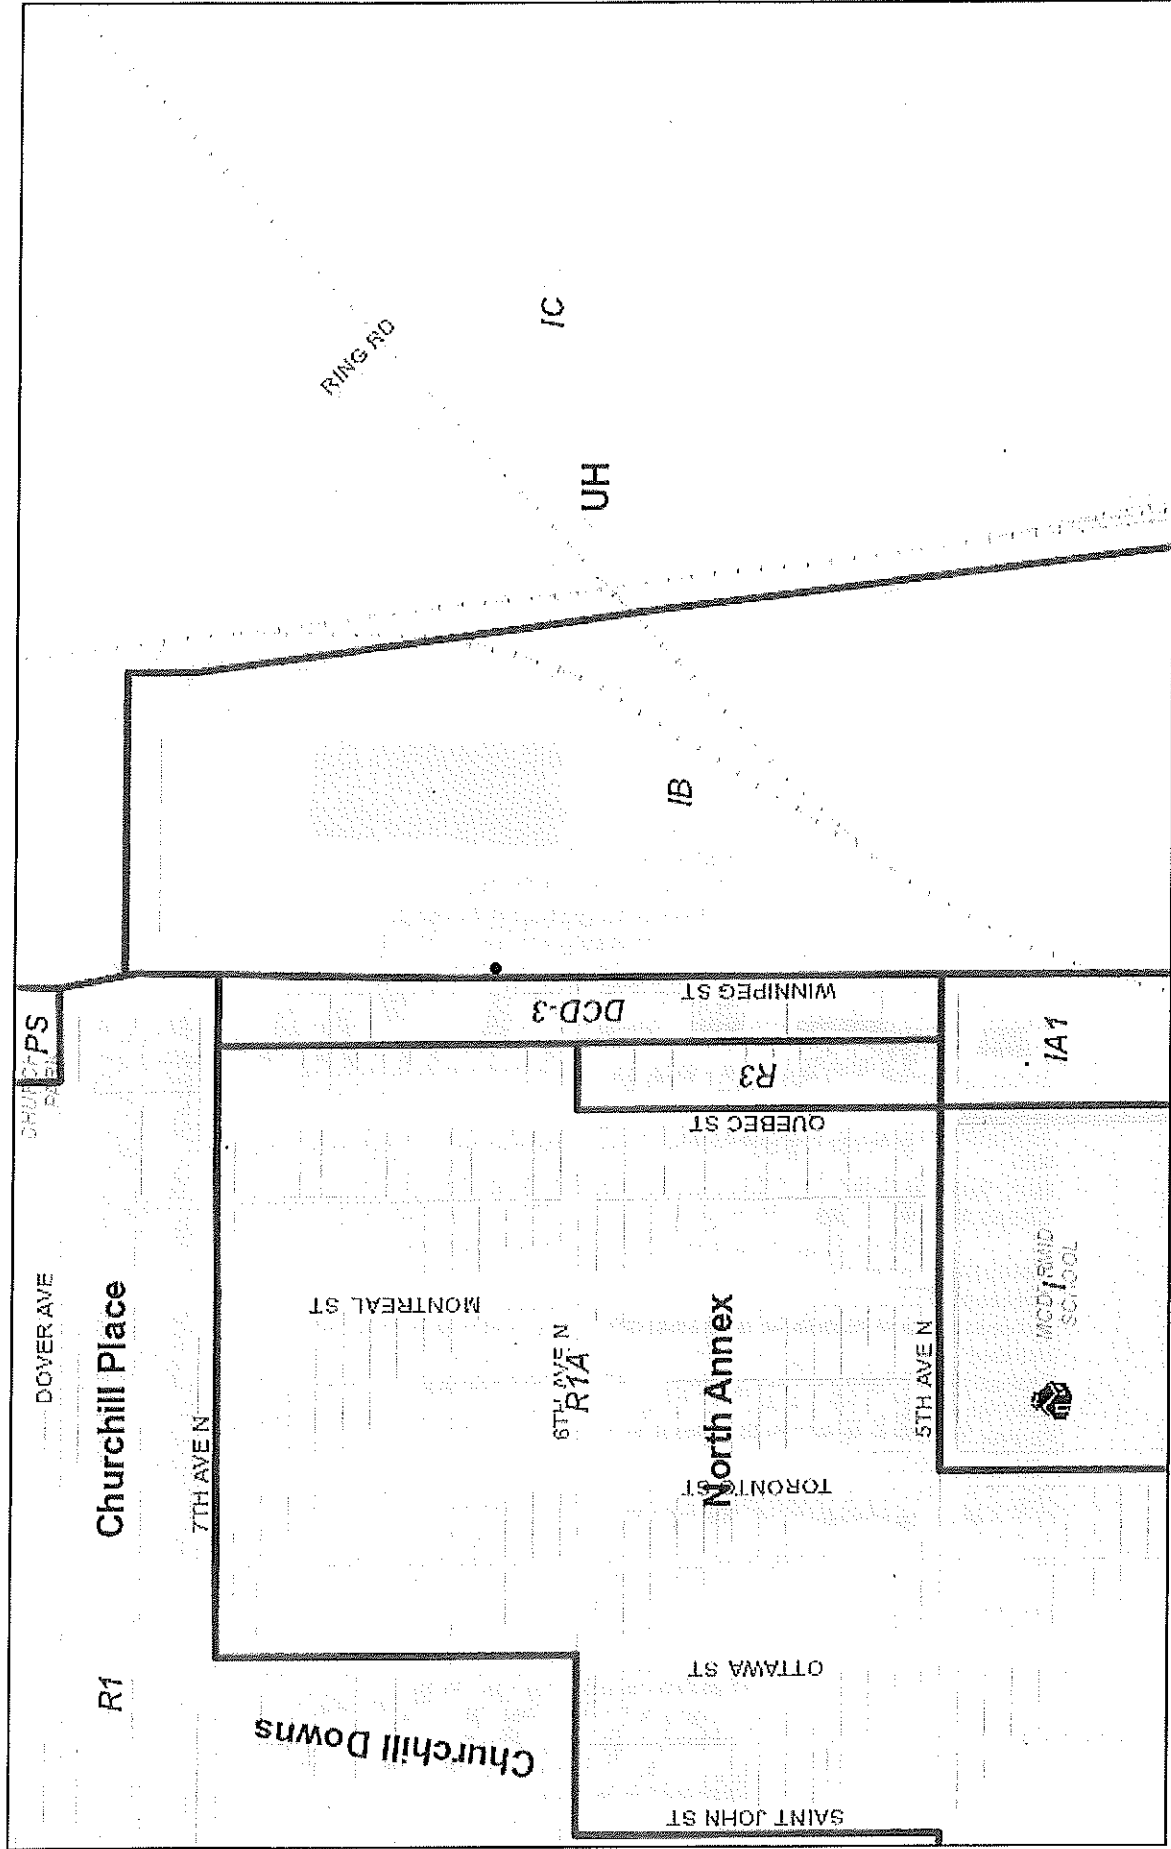 RING RD
IC
UH
IB
CHURCH
PS
DOVER AVE
Churchill Place
7TH AVE N
R1
DCD-3
WINNIPEG ST
R3
QUEBEC ST
IA1
MONTREAL ST
6TH AVE N
R1A
North Annex
5TH AVE N
TORONTO ST
I
SCHOOL
OTTAWA ST
Churchill Downs
SAINT JOHN ST